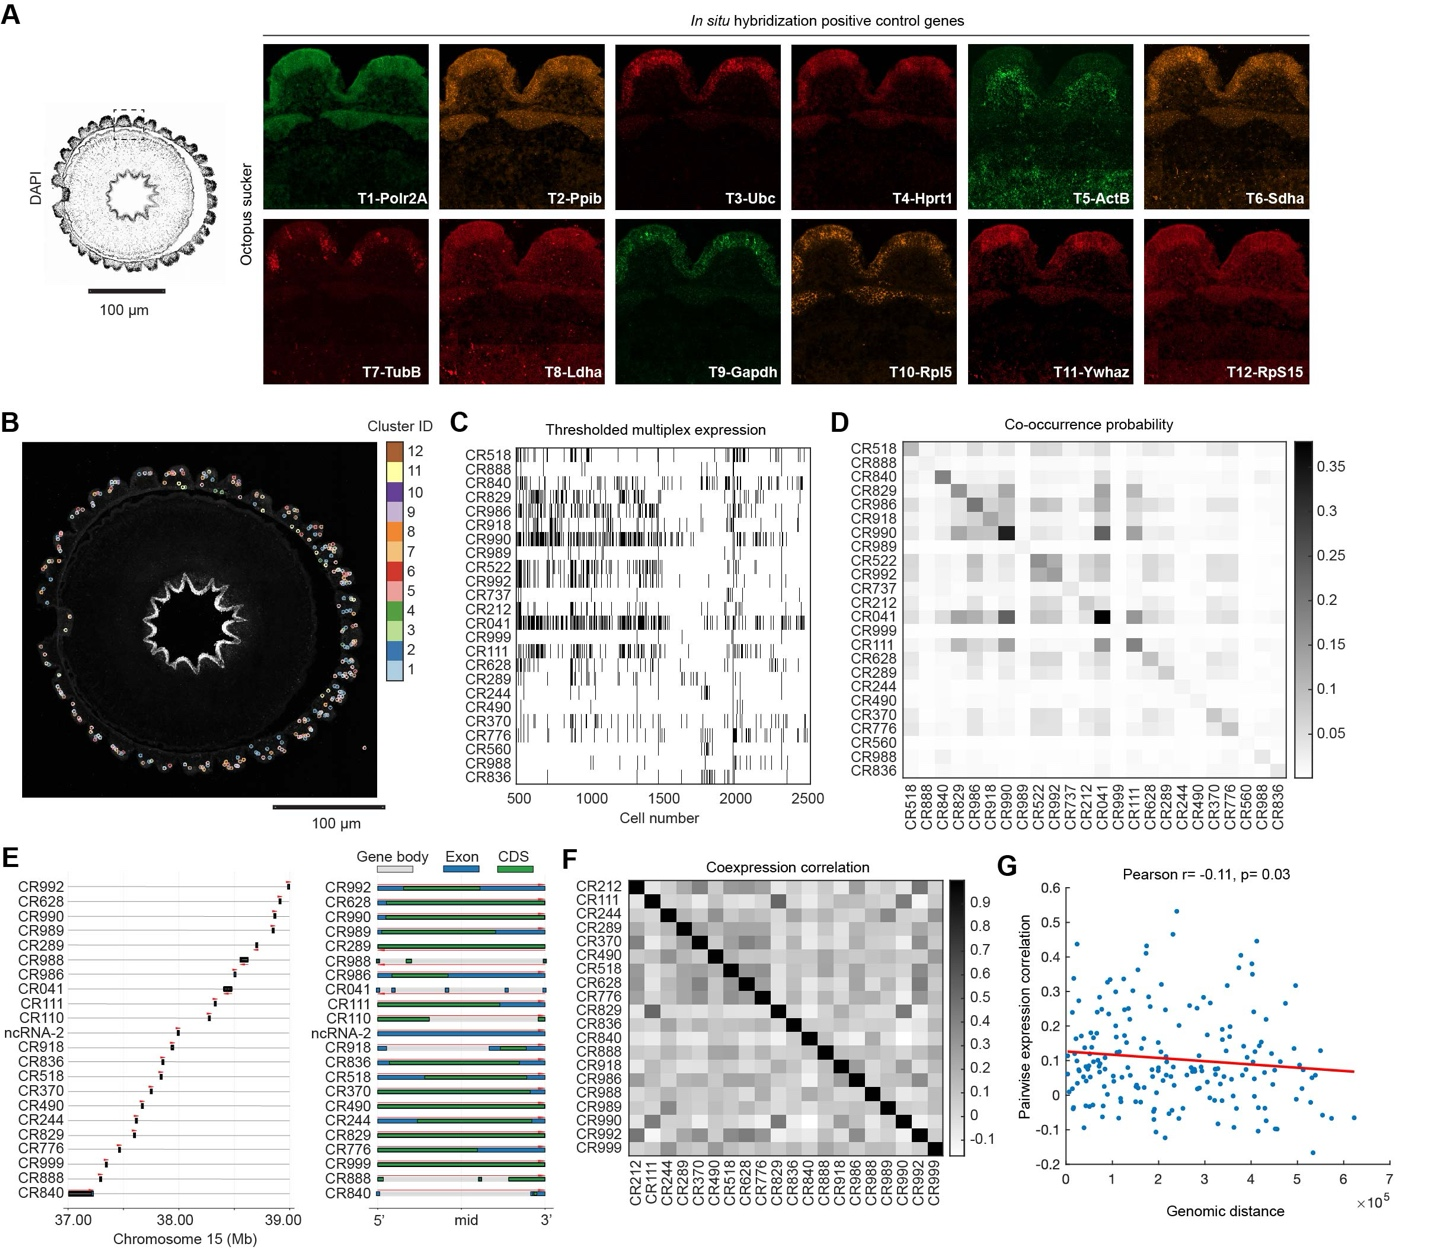 A
In situ hybridization positive control genes
DAPI
100 µm
Octopus sucker
T1-Polr2A
T2-Ppib
T3-Ubc
T4-Hprt1
T5-ActB
T6-Sdha
T7-TubB
T8-Ldha
T9-Gapdh
T10-Rpl5
T11-Ywhaz
T12-RpS15
B
Cluster ID
12
11
10
9
8
7
6
5
4
3
2
1
100 µm
C
Thresholded multiplex expression
CR518
CR888
CR840
CR829
CR986
CR918
CR990
CR989
CR522
CR992
CR737
CR212
CR041
CR999
CR111
CR628
CR289
CR244
CR490
CR370
CR776
CR560
CR988
CR836
500 1000 1500 2000 2500
Cell number
D
Co-occurrence probability
CR518
CR888
CR840
CR829
CR986
CR918
CR990
CR989
CR522
CR992
CR737
CR212
CR041
CR999
CR111
CR628
CR289
CR244
CR490
CR370
CR776
CR560
CR988
CR836
CR518
CR888
CR840
CR829
CR986
CR918
CR990
CR989
CR522
CR992
CR737
CR212
CR041
CR999
CR111
CR628
CR289
CR244
CR490
CR370
CR776
CR560
CR988
CR836
0.35
0.3
0.25
0.2
0.15
0.1
0.05
E
CR992
CR628
CR990
CR989
CR289
CR988
CR986
CR041
CR111
CR110
ncRNA-2
CR918
CR836
CR518
CR370
CR490
CR244
CR829
CR776
CR999
CR888
CR840
37.00 38.00 39.00
Chromosome 15 (Mb)
Gene body Exon CDS
CR992
CR628
CR990
CR989
CR289
CR988
CR986
CR041
CR111
CR110
ncRNA-2
CR918
CR836
CR518
CR370
CR490
CR244
CR829
CR776
CR999
CR888
CR840
5' mid 3'
F
Coexpression correlation
CR212
CR111
CR244
CR289
CR370
CR490
CR518
CR628
CR776
CR829
CR836
CR840
CR888
CR918
CR986
CR988
CR989
CR990
CR992
CR999
CR212
CR111
CR244
CR289
CR370
CR490
CR518
CR628
CR776
CR829
CR836
CR840
CR888
CR918
CR986
CR988
CR989
CR990
CR992
CR999
0.9
0.8
0.7
0.6
0.5
0.4
0.3
0.2
0.1
0
-0.1
G
Pearson r= -0.11, p= 0.03
Pairwise expression correlation
0.6
0.5
0.4
0.3
0.2
0.1
0
-0.1
-0.2
0 1 2 3 4 5 6 7
×10⁵
Genomic distance